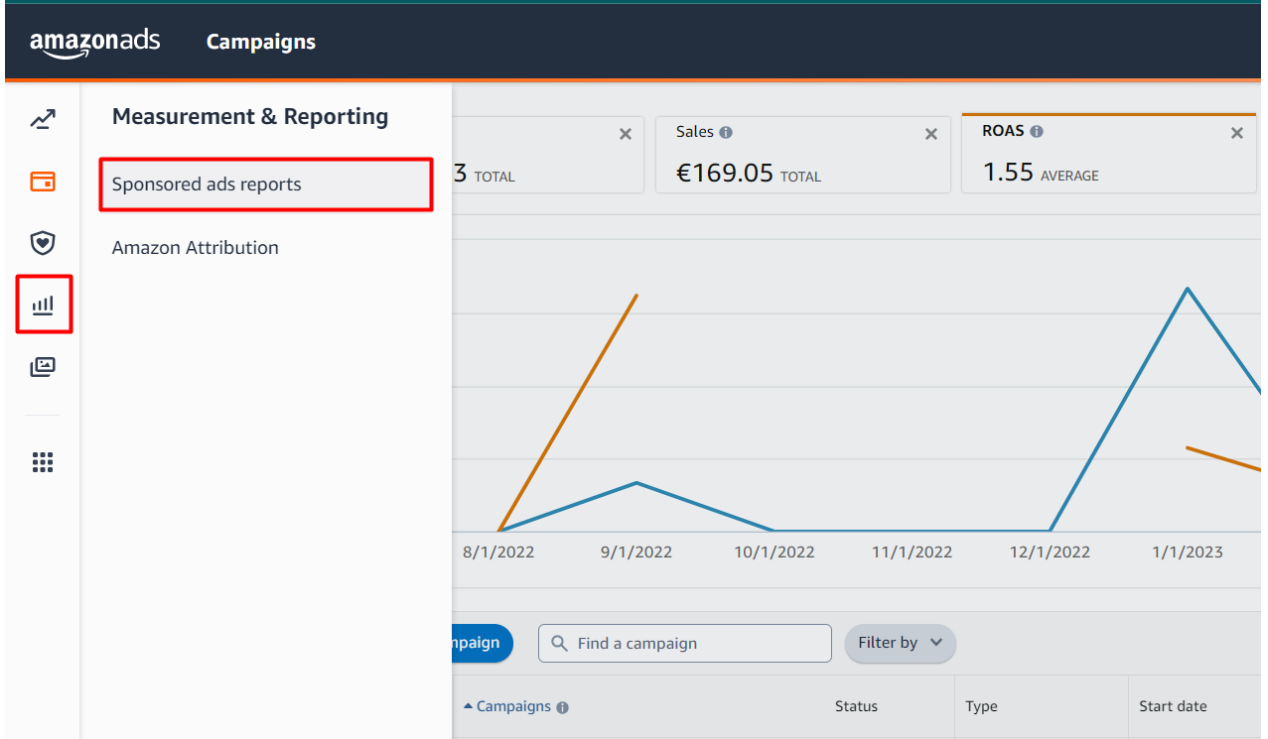 amazonads Campaigns
Measurement & Reporting
Sponsored ads reports
Amazon Attribution
3 TOTAL
Sales
€169.05 TOTAL
ROAS
1.55 AVERAGE
8/1/2022 9/1/2022 10/1/2022 11/1/2022 12/1/2022 1/1/2023
mpaign Find a campaign Filter by
Campaigns Status Type Start date